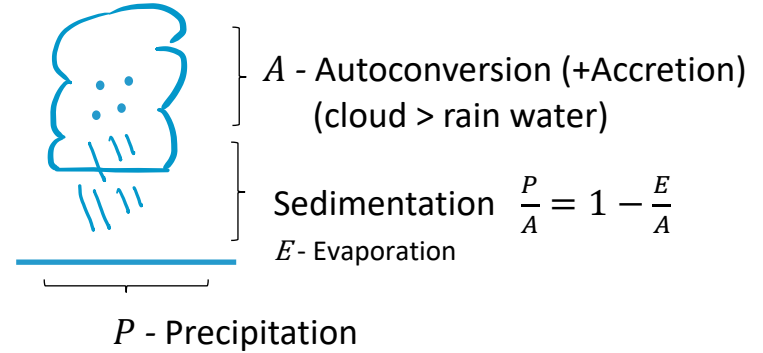 A - Autoconversion (+Accretion)
(cloud > rain water)
Sedimentation P/A = 1 − E/A
E - Evaporation
P - Precipitation